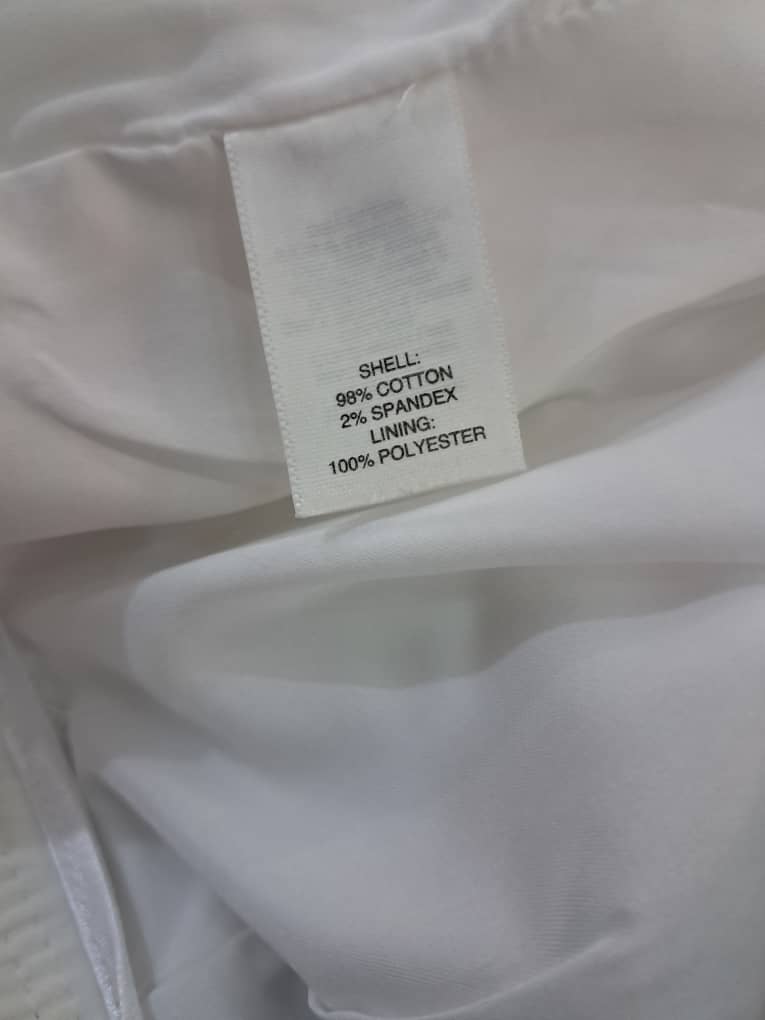 SHELL:
98% COTTON
2% SPANDEX
LINING:
100% POLYESTER